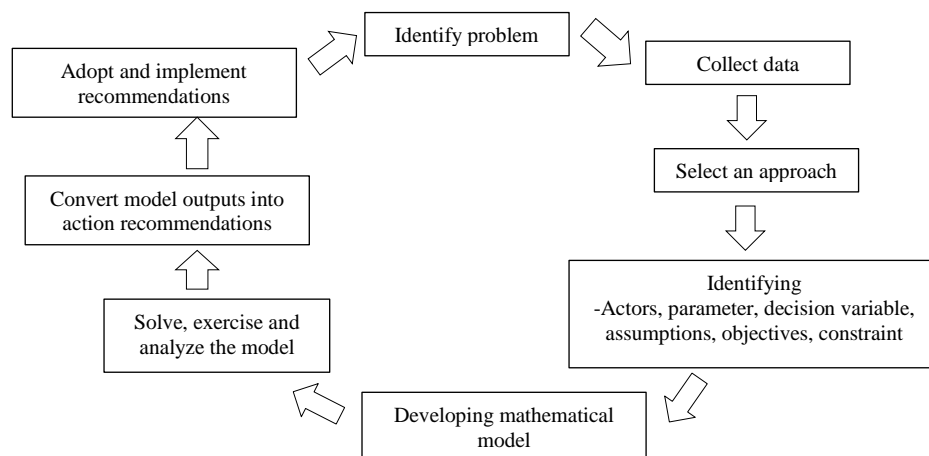 Identify problem
Collect data
Select an approach
Identifying
-Actors, parameter, decision variable,
assumptions, objectives, constraint
Developing mathematical
model
Solve, exercise and
analyze the model
Convert model outputs into
action recommendations
Adopt and implement
recommendations